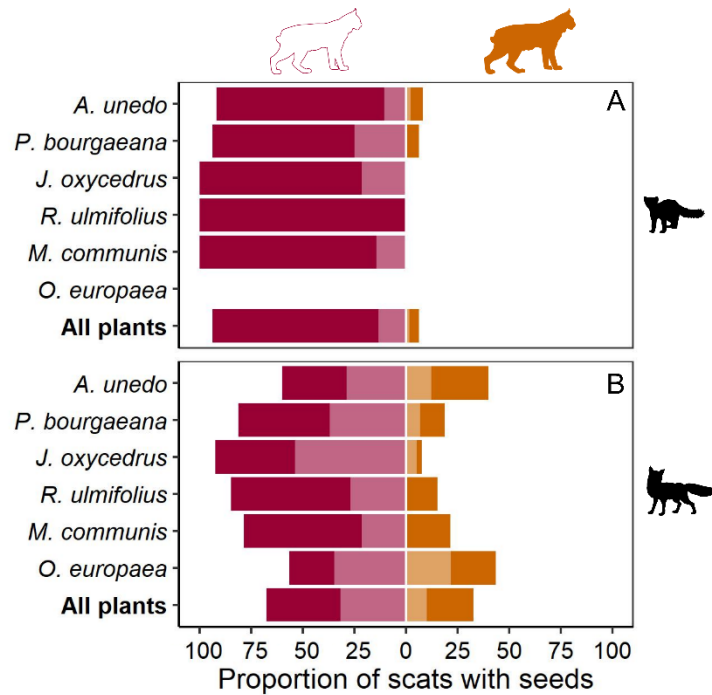 A
A. unedo
P. bourgaeana
J. oxycedrus
R. ulmifolius
M. communis
O. europaea
All plants
B
A. unedo
P. bourgaeana
J. oxycedrus
R. ulmifolius
M. communis
O. europaea
All plants
100 75 50 25 0 25 50 75 100
Proportion of scats with seeds